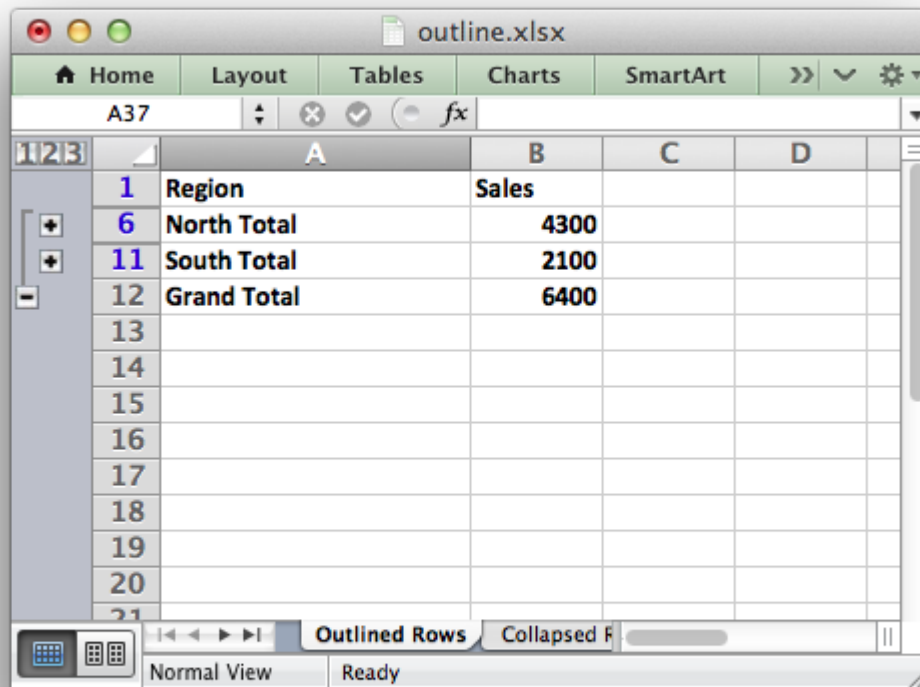 outline.xlsx
Home Layout Tables Charts SmartArt
A37 fx
1 2 3 A B C D
1 Region Sales
6 North Total 4300
11 South Total 2100
12 Grand Total 6400
13
14
15
16
17
18
19
20
21
Outlined Rows Collapsed R
Normal View Ready